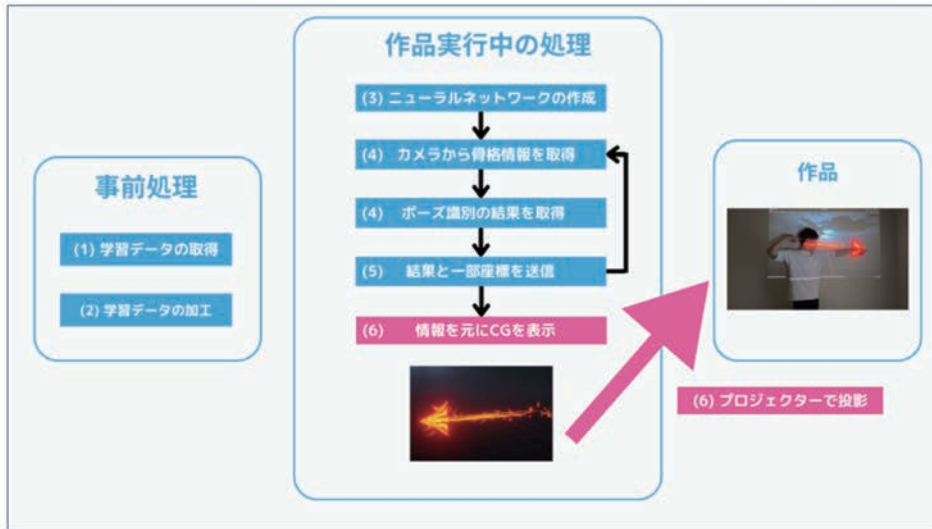 事前処理
(1) 学習データの取得
(2) 学習データの加工
作品実行中の処理
(3) ニューラルネットワークの作成
(4) カメラから骨格情報を取得
(4) ポーズ識別の結果を取得
(5) 結果と一部座標を送信
(6) 情報を元にCGを表示
作品
(6) プロジェクターで投影